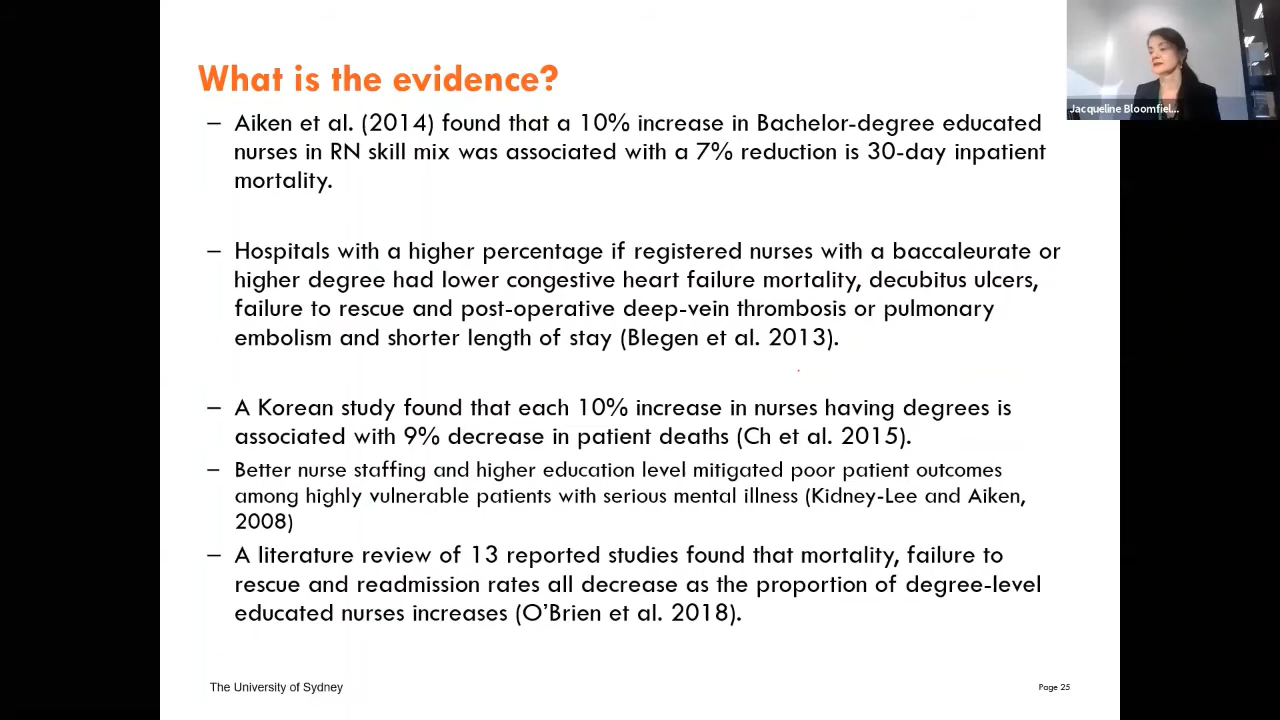 What is the evidence?
– Aiken et al. (2014) found that a 10% increase in Bachelor-degree educated
nurses in RN skill mix was associated with a 7% reduction is 30-day inpatient
mortality.
– Hospitals with a higher percentage if registered nurses with a baccaleurate or
higher degree had lower congestive heart failure mortality, decubitus ulcers,
failure to rescue and post-operative deep-vein thrombosis or pulmonary
embolism and shorter length of stay (Blegen et al. 2013).
– A Korean study found that each 10% increase in nurses having degrees is
associated with 9% decrease in patient deaths (Ch et al. 2015).
– Better nurse staffing and higher education level mitigated poor patient outcomes
among highly vulnerable patients with serious mental illness (Kidney-Lee and Aiken,
2008)
– A literature review of 13 reported studies found that mortality, failure to
rescue and readmission rates all decrease as the proportion of degree-level
educated nurses increases (O’Brien et al. 2018).
The University of Sydney
Page 25
Jacqueline Bloomfiel...